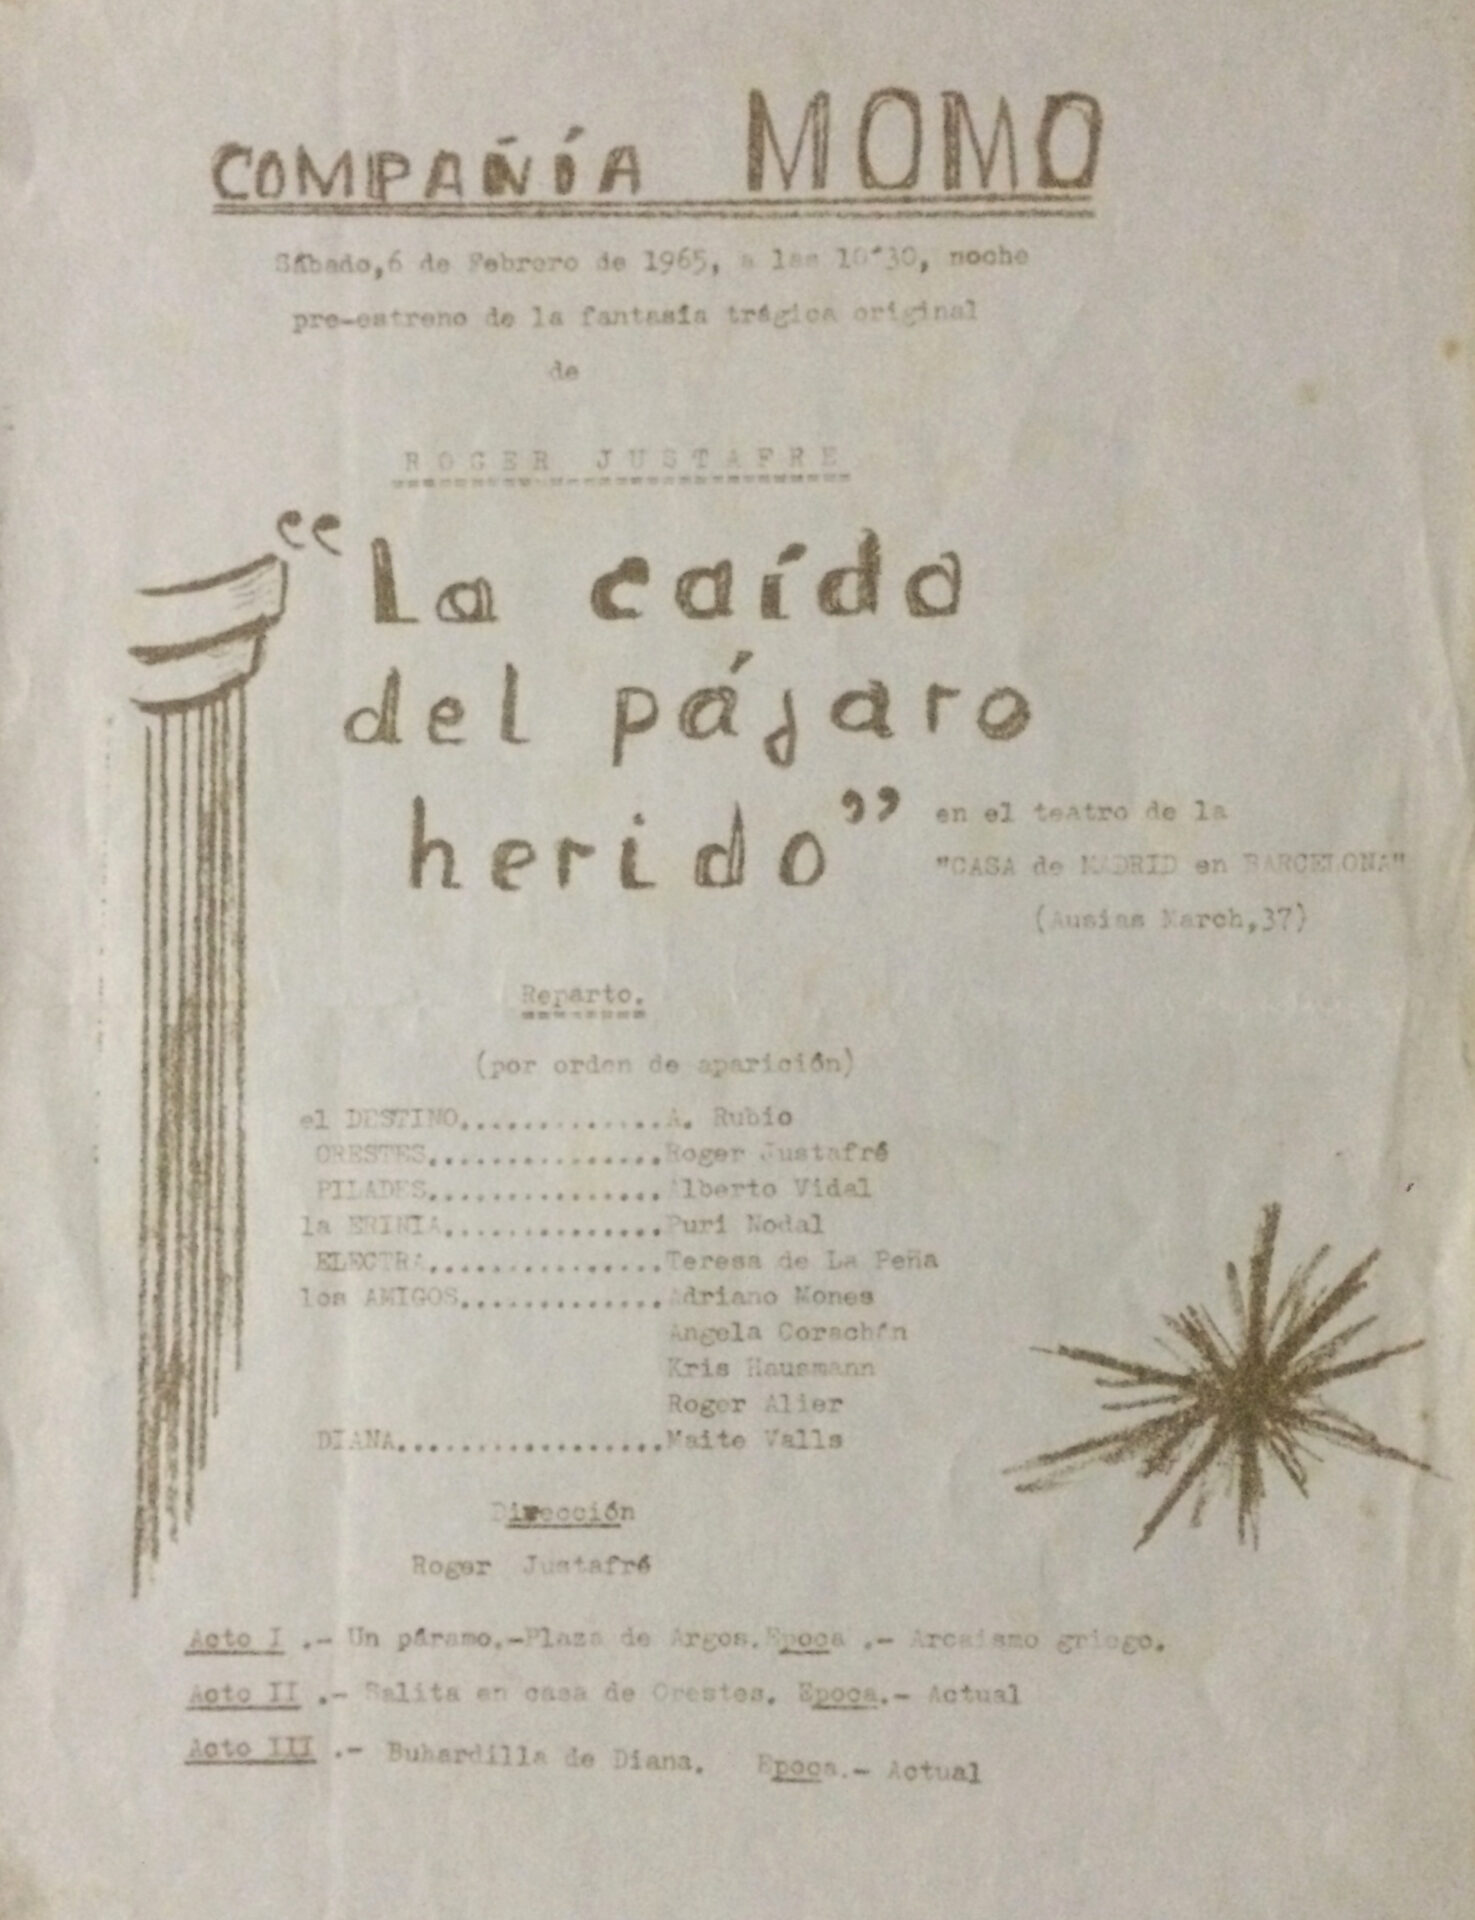 COMPAÑÍA MOMO
Sábado,6 de Febrero de 1965, a las 10'30, noche
pre-estreno de la fantasía trágica original
de
ROGER JUSTAFRE
"La caída
del pájaro
herido"
en el teatro de la
"CASA de MADRID en BARCELONA"
(Ausias March,37)
Reparto.
(por orden de aparición)
el DESTINO.............A. Rubio
ORESTES...............Roger Justafré
PILADES...............Alberto Vidal
la ERINIA..............Puri Nodal
ELECTRA...............Teresa de La Peña
los AMIGOS.............Adriano Mones
Angela Corachán
Kris Hausmann
Roger Alier
DIANA.................Maite Valls
Dirección
Roger Justafré
Acto I .- Un páramo.-Plaza de Argos.Epoca .- Arcaismo griego.
Acto II .- Salita en casa de Orestes. Epoca.- Actual
Acto III .- Buhardilla de Diana. Epoca.- Actual